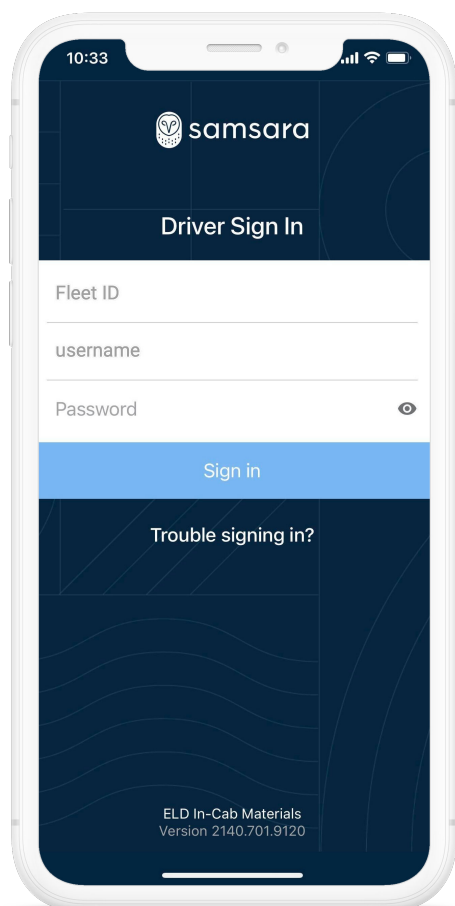 10:33
samsara
Driver Sign In
Fleet ID
username
Password
Sign in
Trouble signing in?
ELD In-Cab Materials
Version 2140.701.9120